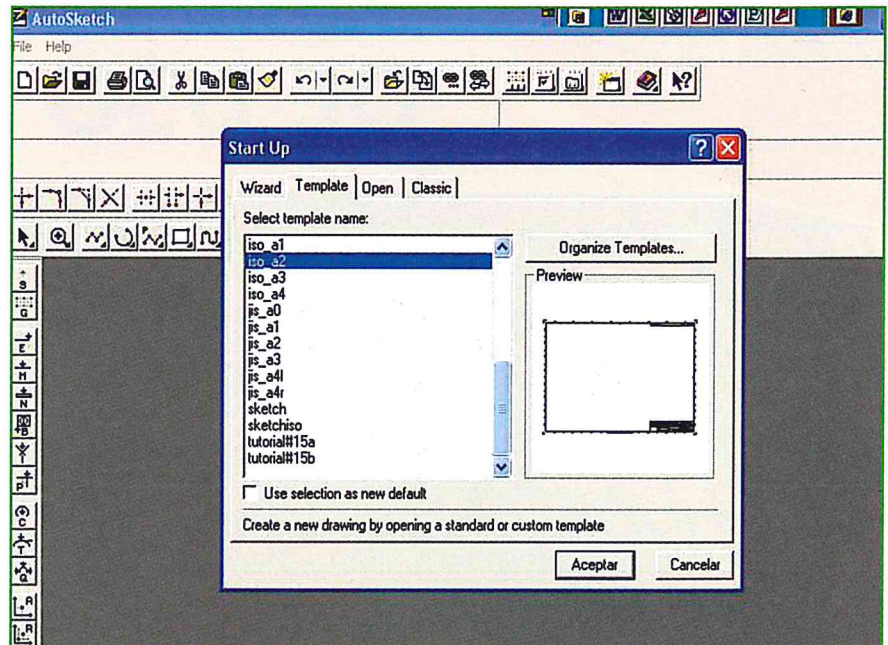 AutoSketch
File Help
Start Up
Wizard Template Open Classic
Select template name:
iso_a1
iso_a2
iso_a3
iso_a4
jis_a0
jis_a1
jis_a2
jis_a3
jis_a4l
jis_a4r
sketch
sketchiso
tutorial#15a
tutorial#15b
Organize Templates...
Preview
Use selection as new default
Create a new drawing by opening a standard or custom template
Aceptar Cancelar
S
G
E
M
N
B
P
C
T
Q
R
R